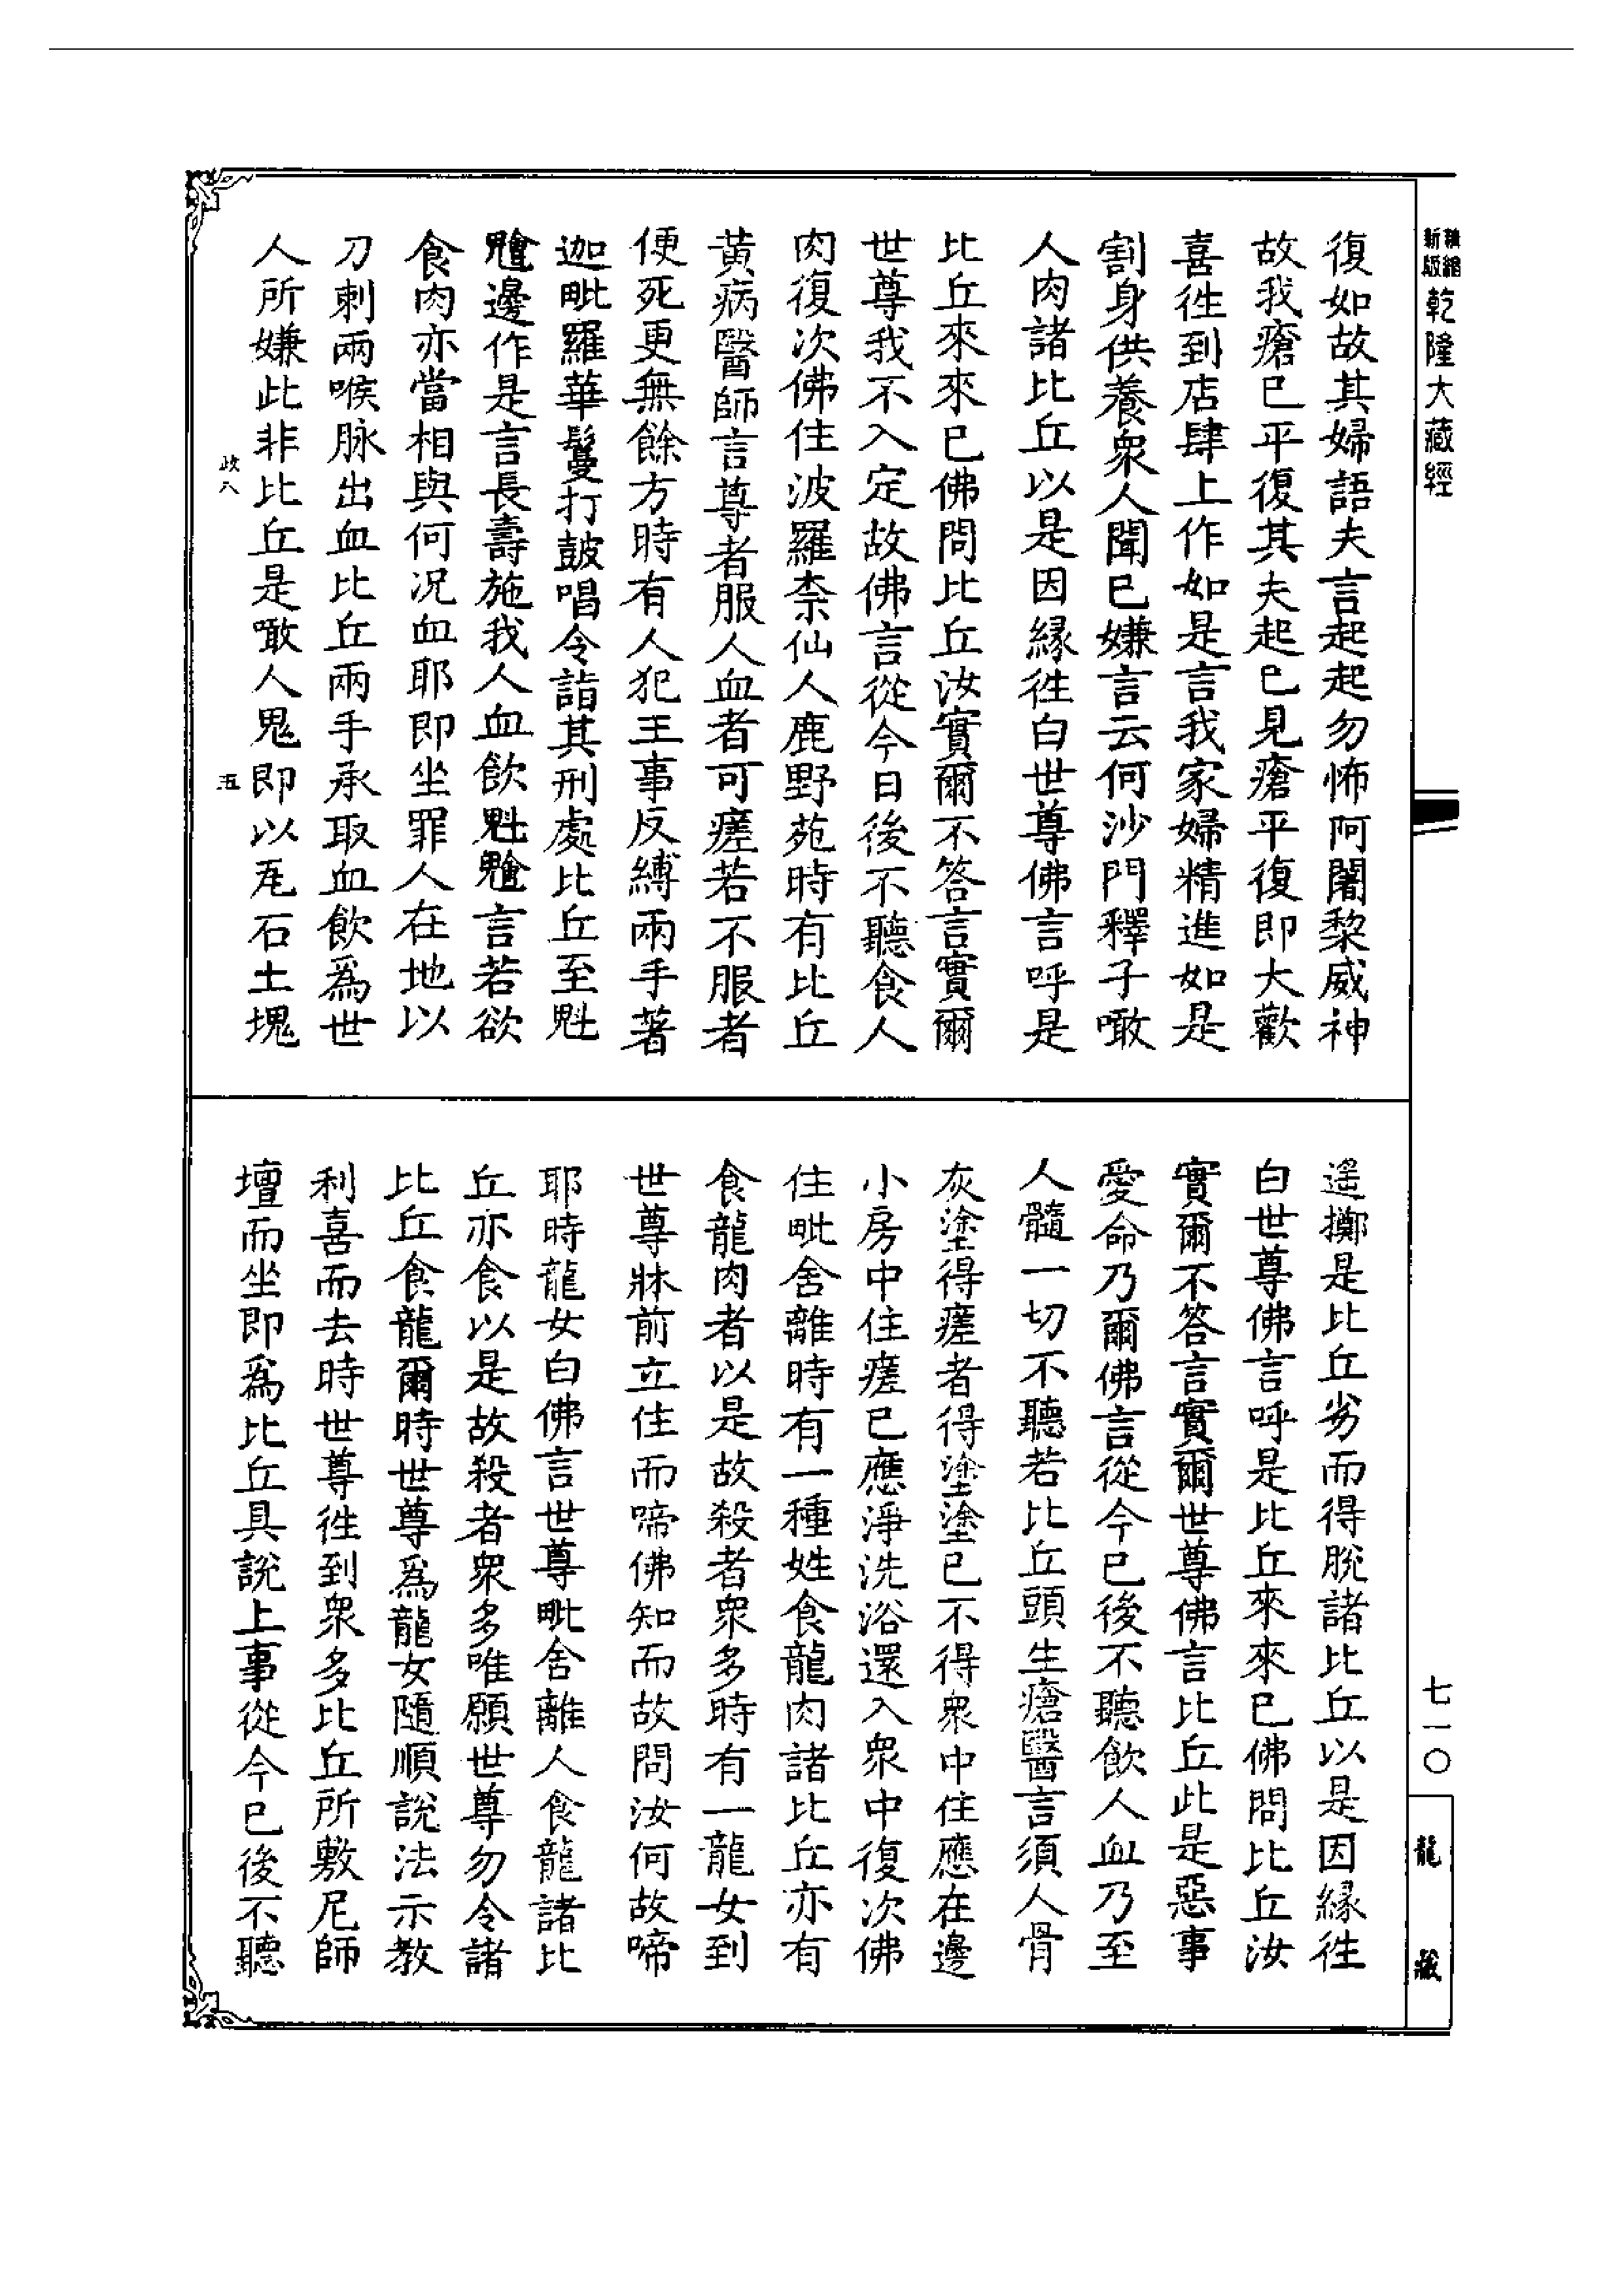 新版精縮乾隆大藏經
復如故其婦語夫言起起勿怖阿闍黎威神
故我瘡已平復其夫起已見瘡平復即大歡
喜徃到店肆上作如是言我家婦精進如是
割身供養衆人聞已嫌言云何沙門釋子噉
人肉諸比丘以是因緣徃白世尊佛言呼是
比丘來來已佛問比丘汝實爾不答言實爾
世尊我不入定故佛言從今日後不聽食人
肉復次佛住波羅柰仙人鹿野苑時有比丘
黄病醫師言尊者服人血者可瘥若不服者
便死更無餘方時有人犯王事反縛兩手著
迦毗羅華鬘打鼓唱令詣其刑處比丘至魁
魁邊作是言長壽施我人血飲魁魁言若欲
食肉亦當相與何况血耶即坐罪人在地以
刀刺兩喉脉出血比丘兩手承取血飲爲世
人所嫌此非比丘是噉人鬼即以瓦石土塊
政八
五
遥擲是比丘劣而得脫諸比丘以是因緣徃
白世尊佛言呼是比丘來來已佛問比丘汝
實爾不答言實爾世尊佛言比丘此是惡事
愛命乃爾佛言從今已後不聽飲人血乃至
人髓一切不聽若比丘頭生瘡醫言須人骨
灰塗得瘥者得塗塗已不得衆中住應在邊
小房中住瘥已應淨洗浴還入衆中復次佛
住毗舍離時有一種姓食龍肉諸比丘亦有
食龍肉者以是故殺者衆多時有一龍女到
世尊牀前立住而啼佛知而故問汝何故啼
耶時龍女白佛言世尊毗舍離人食龍諸比
丘亦食以是故殺者衆多唯願世尊勿令諸
比丘食龍爾時世尊爲龍女隨順說法示教
利喜而去時世尊徃到衆多比丘所敷尼師
壇而坐即爲比丘具說上事從今已後不聽
七一〇
龍藏